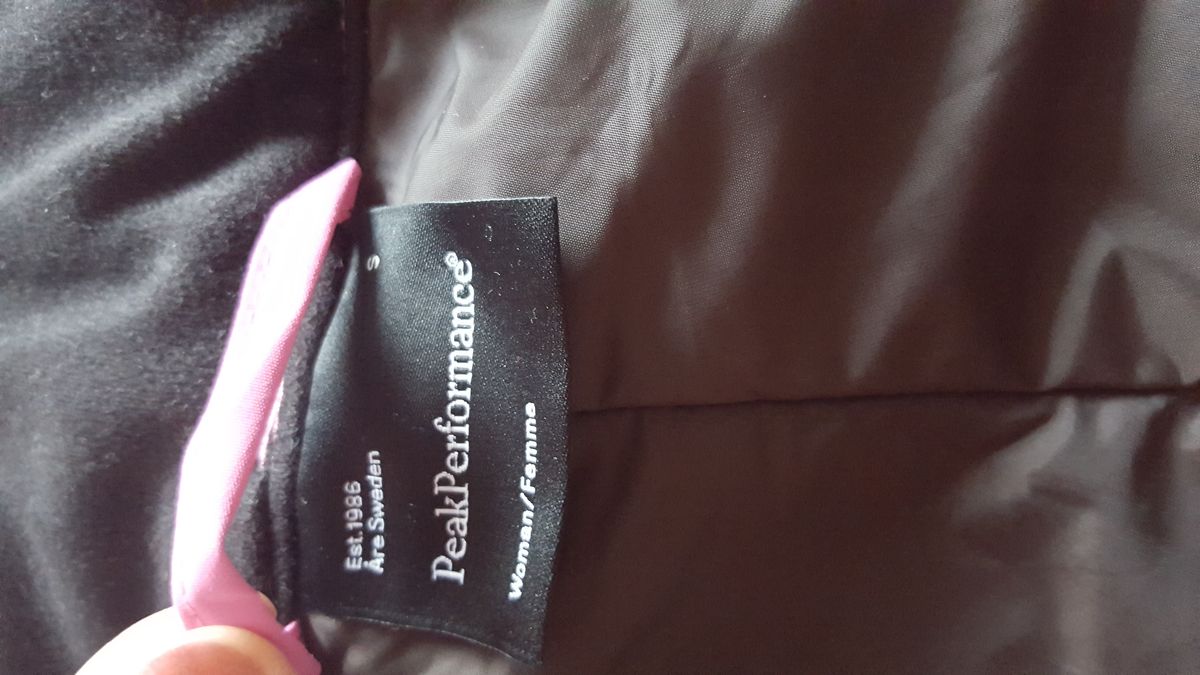 Est.1986
Åre Sweden
S
PeakPerformance®
Woman/Femme